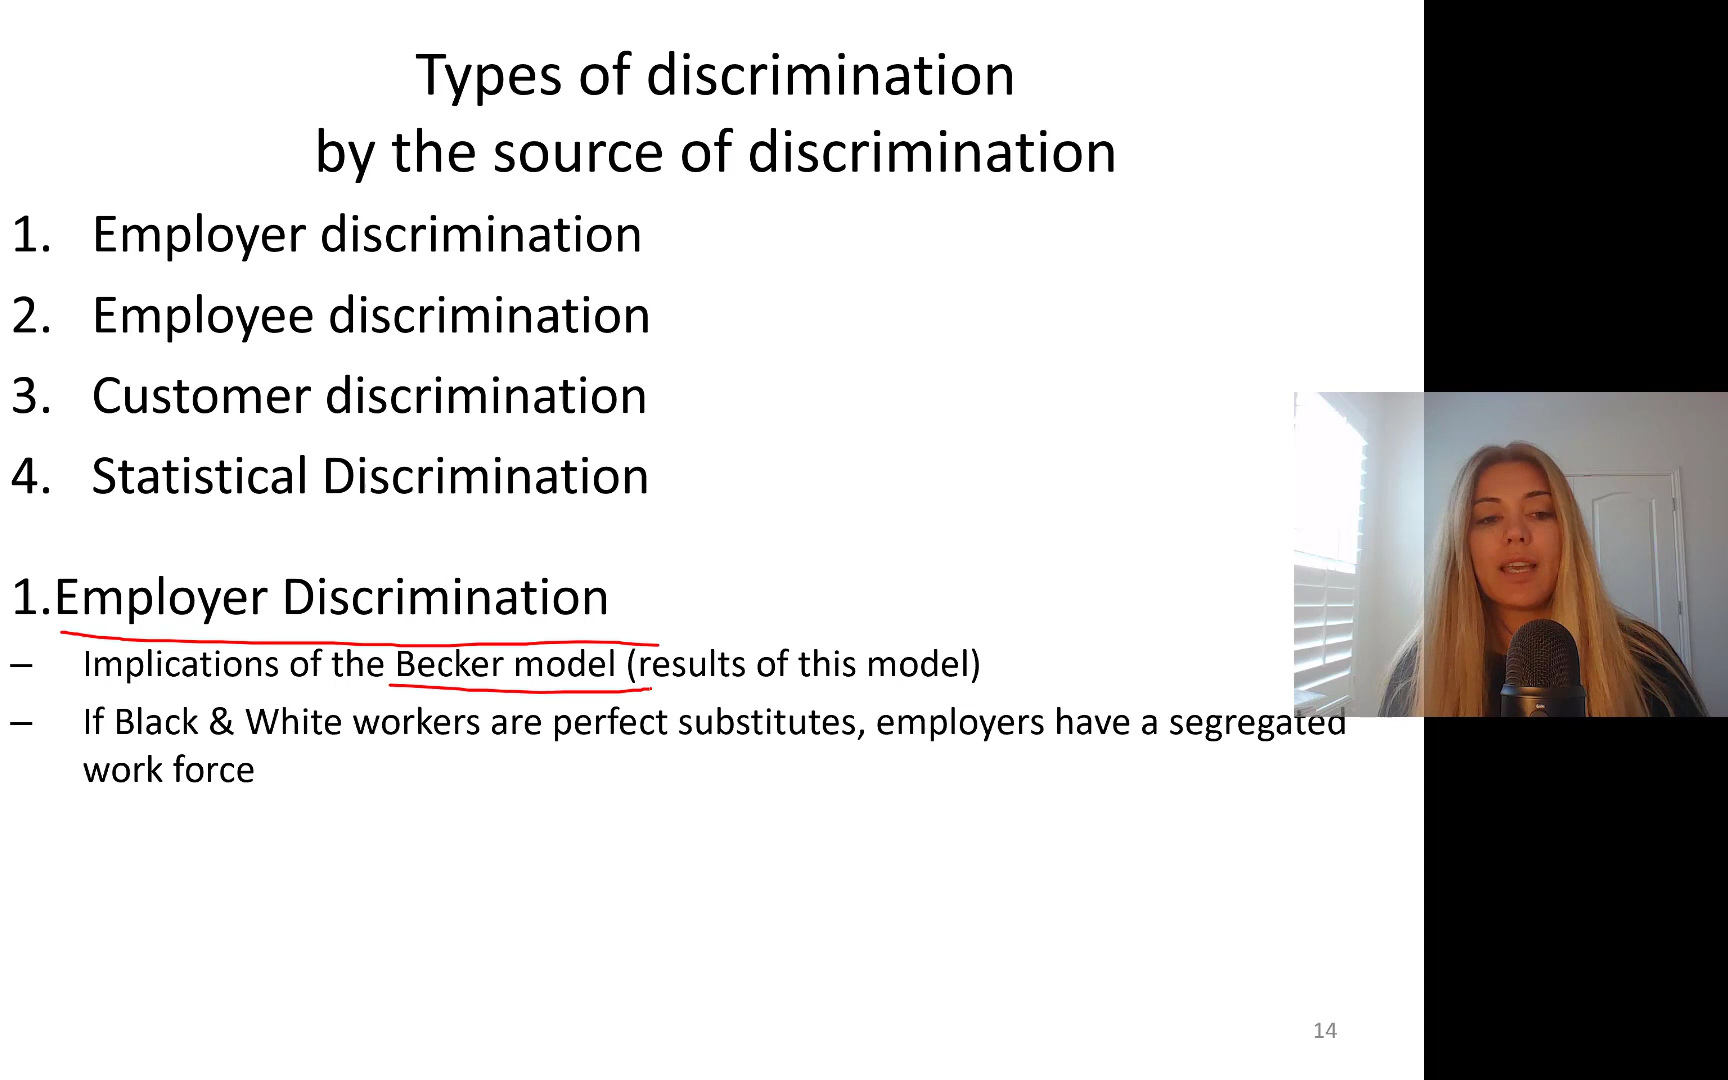 Types of discrimination
by the source of discrimination
1. Employer discrimination
2. Employee discrimination
3. Customer discrimination
4. Statistical Discrimination
1.Employer Discrimination
– Implications of the Becker model (results of this model)
– If Black & White workers are perfect substitutes, employers have a segregated
work force
14